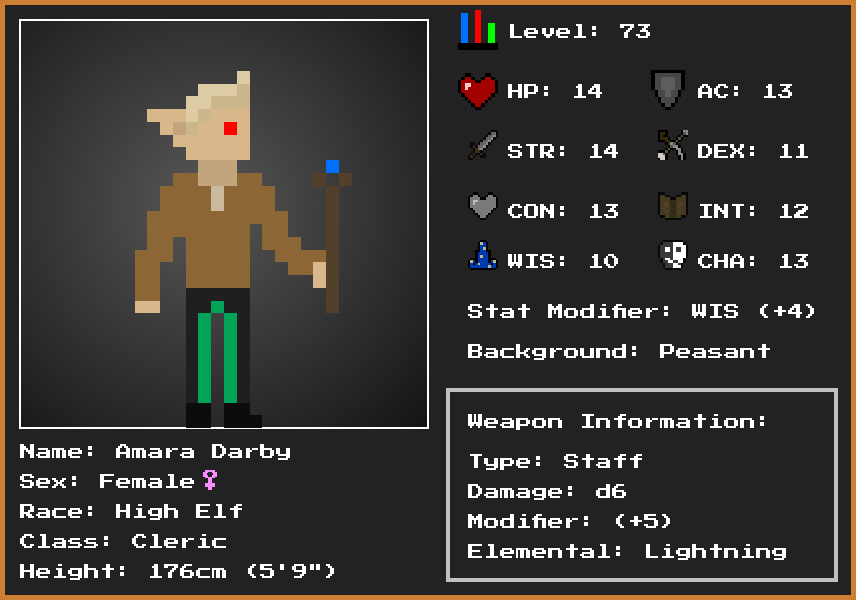 Level: 73
HP: 14 AC: 13
STR: 14 DEX: 11
CON: 13 INT: 12
WIS: 10 CHA: 13
Stat Modifier: WIS (+4)
Background: Peasant
Weapon Information:
Type: Staff
Damage: d6
Modifier: (+5)
Elemental: Lightning
Name: Amara Darby
Sex: Female♀
Race: High Elf
Class: Cleric
Height: 176cm (5'9")